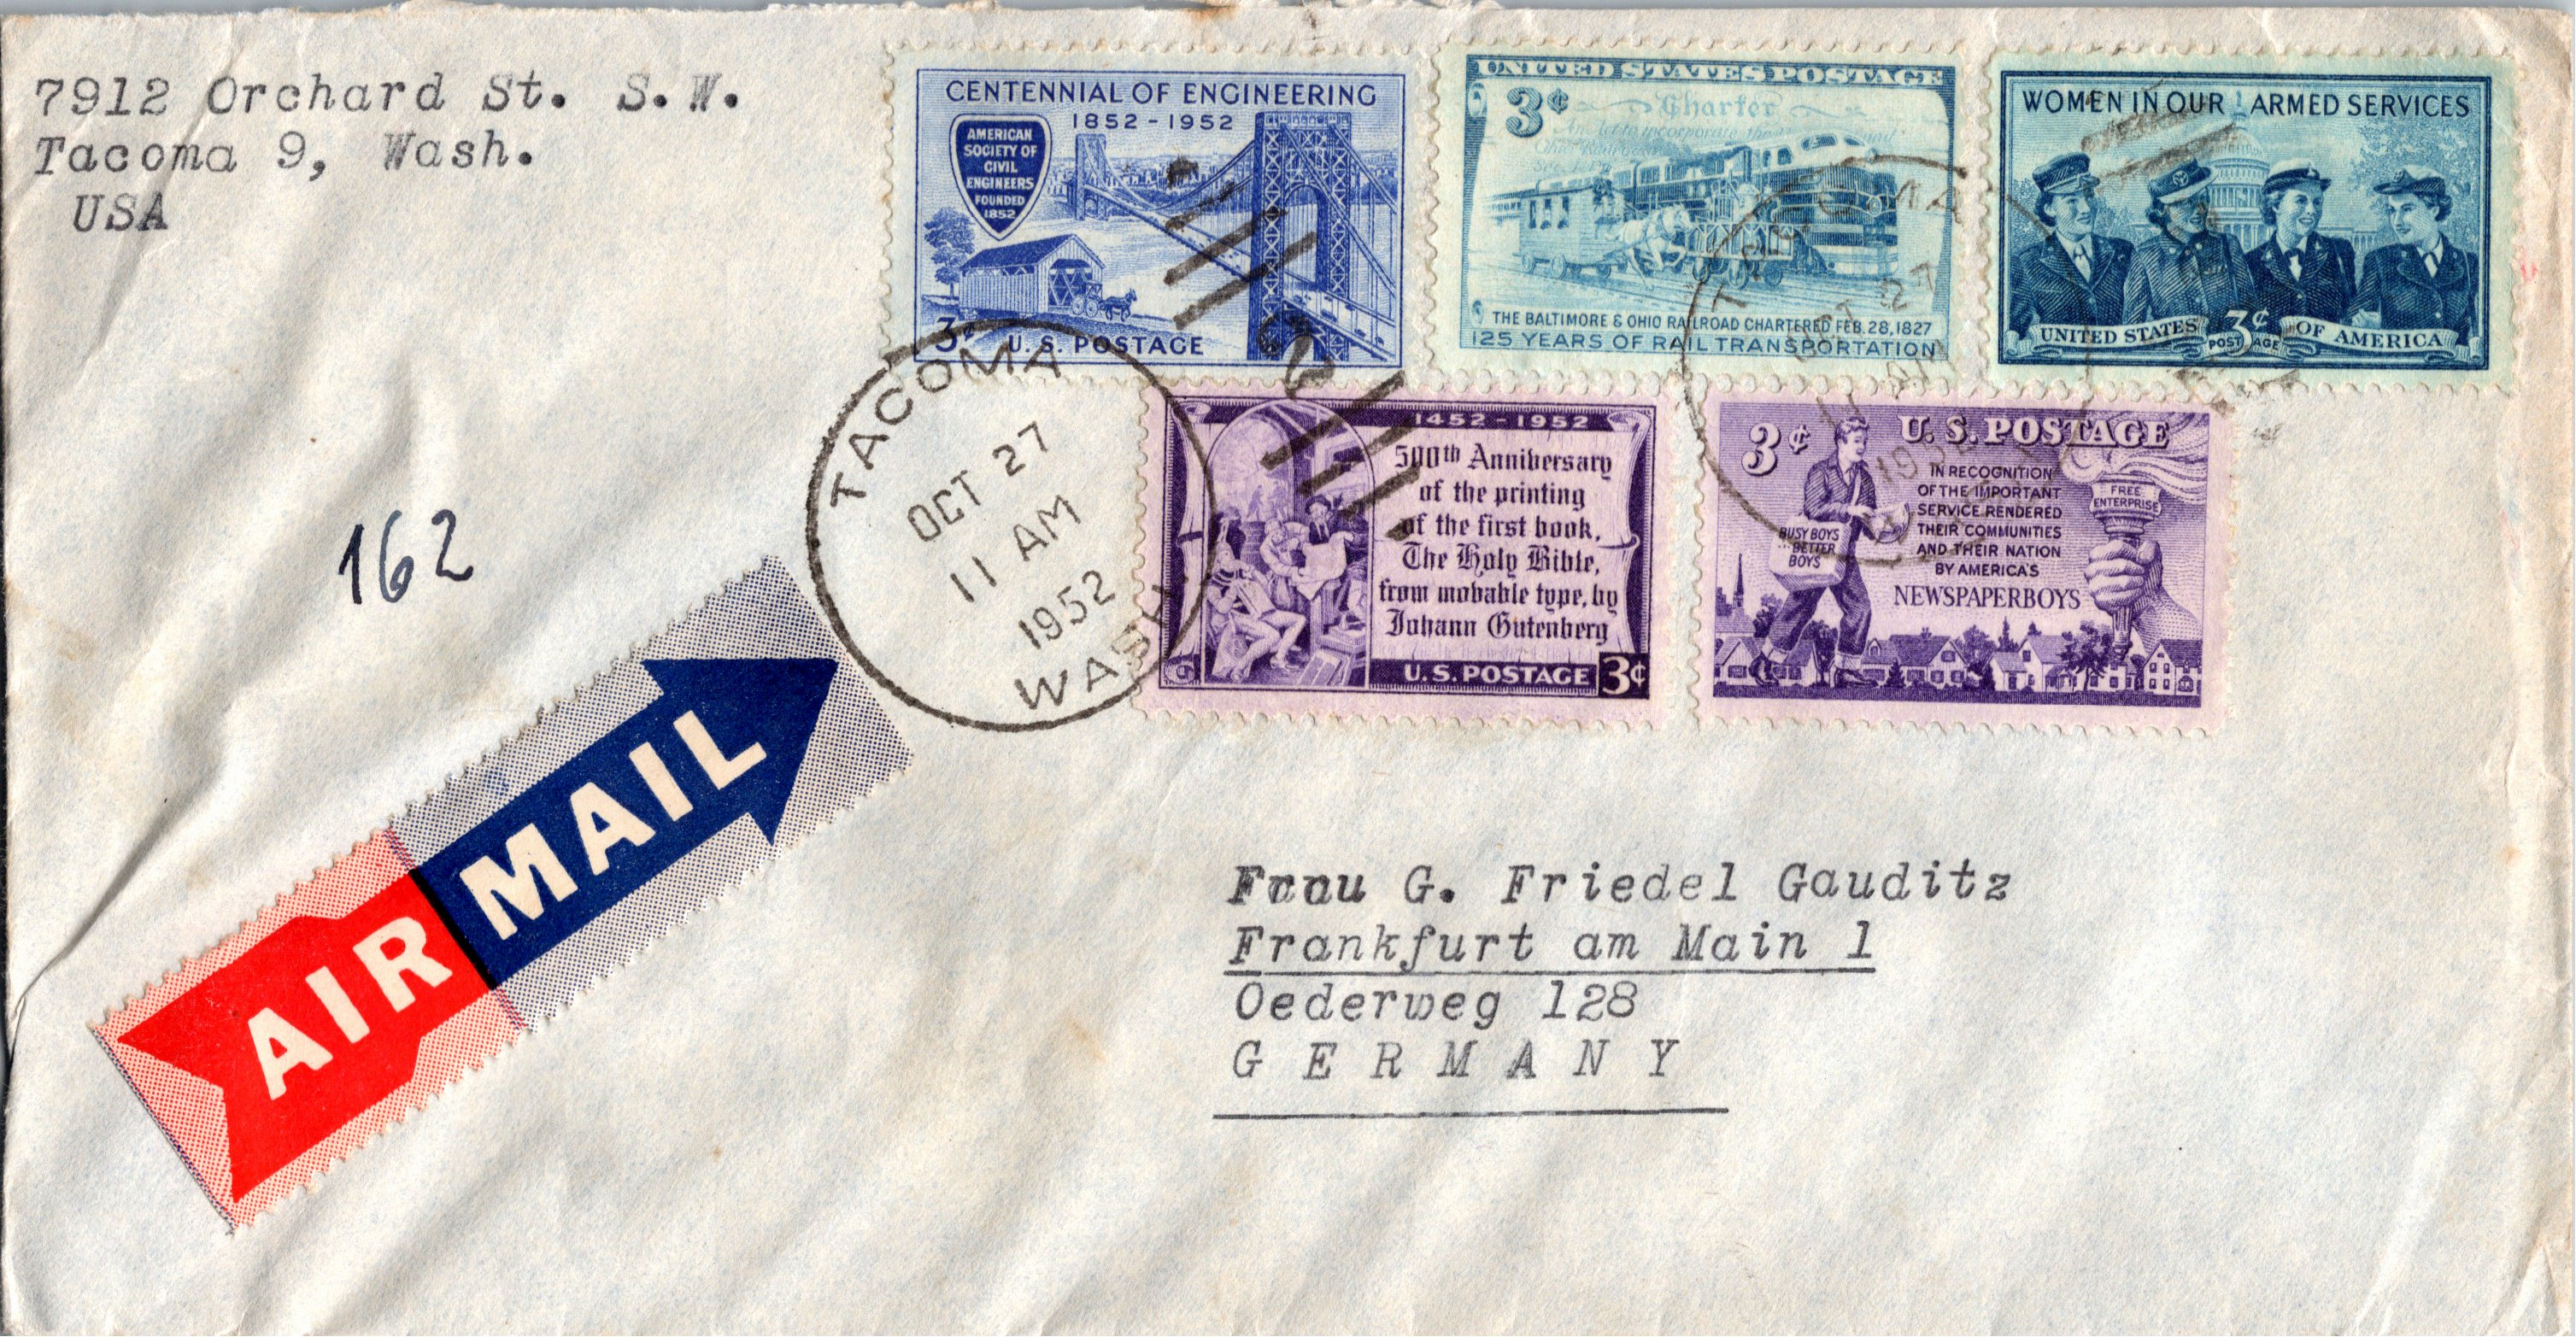 7912 Orchard St. S.W.
Tacoma 9, Wash.
USA
162
AIR MAIL
TACOMA
OCT 27
11 AM
1952
WASH.
CENTENNIAL OF ENGINEERING
1852-1952
AMERICAN
SOCIETY OF
CIVIL
ENGINEERS
FOUNDED
1852
3¢ U.S. POSTAGE
UNITED STATES POSTAGE
3¢
Charter
THE BALTIMORE & OHIO RAILROAD CHARTERED FEB. 28, 1827
125 YEARS OF RAIL TRANSPORTATION
WOMEN IN OUR ARMED SERVICES
UNITED STATES 3¢ OF AMERICA
POSTAGE
TACOMA
OCT 27
11 AM
1952
1452-1952
500th Anniversary
of the printing
of the first book,
The Holy Bible,
from movable type, by
Johann Gutenberg
U.S. POSTAGE 3¢
3¢ U.S. POSTAGE
IN RECOGNITION
OF THE IMPORTANT
SERVICE RENDERED
THEIR COMMUNITIES
AND THEIR NATION
BY AMERICA'S
NEWSPAPERBOYS
BUSY BOYS
...BETTER
BOYS
FREE
ENTERPRISE
Frau G. Friedel Gauditz
Frankfurt am Main 1
Oederweg 128
G E R M A N Y